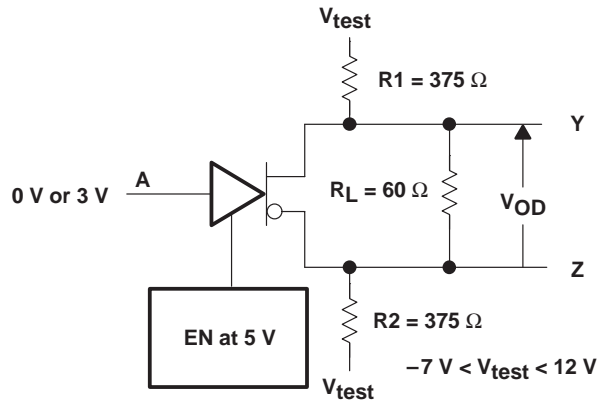 Vtest
R1 = 375 Ω
Y
A
0 V or 3 V
RL = 60 Ω
VOD
Z
EN at 5 V
R2 = 375 Ω
–7 V < Vtest < 12 V
Vtest